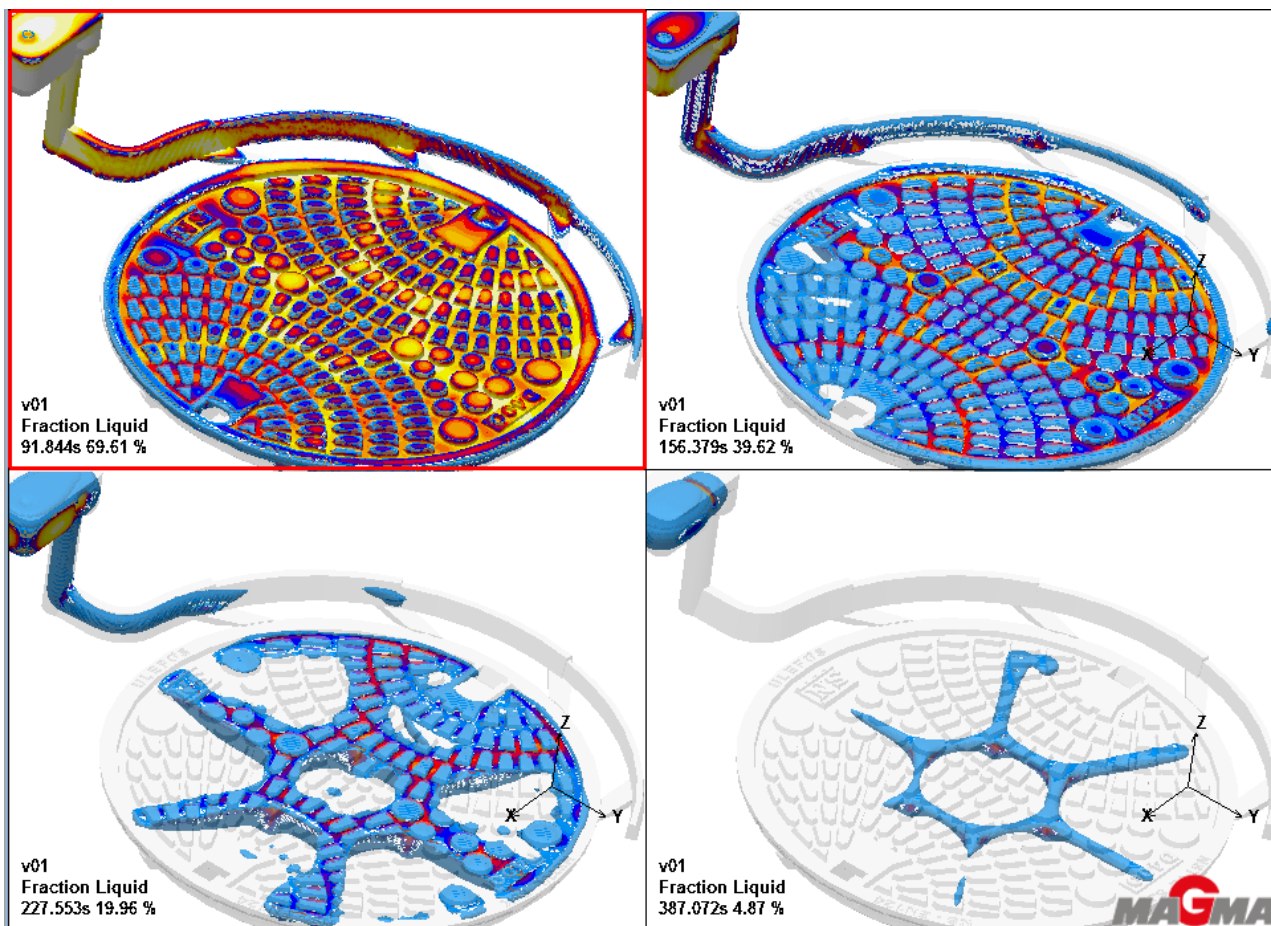 v01
Fraction Liquid
91.844s 69.61 %
v01
Fraction Liquid
156.379s 39.62 %
Z
X
Y
v01
Fraction Liquid
227.553s 19.96 %
Z
X
Y
v01
Fraction Liquid
387.072s 4.87 %
Z
X
Y
MAGMA